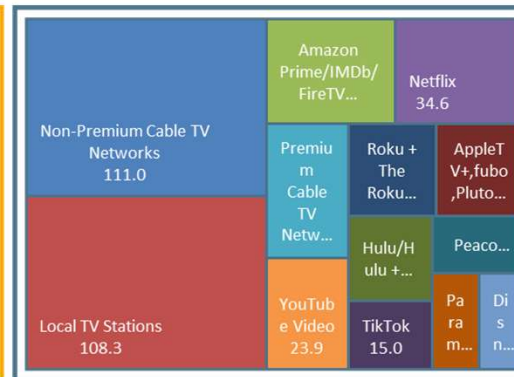 Non-Premium Cable TV
Networks
111.0
Local TV Stations
108.3
Amazon
Prime/IMDb/
FireTV...
Netflix
34.6
Premiu
m
Cable
TV
Netw...
Roku +
The
Roku...
AppleT
V+,fubo
,Pluto...
Hulu/H
ulu +...
Peaco...
YouTub
e Video
23.9
TikTok
15.0
Pa
ra
m...
Di
s
n...